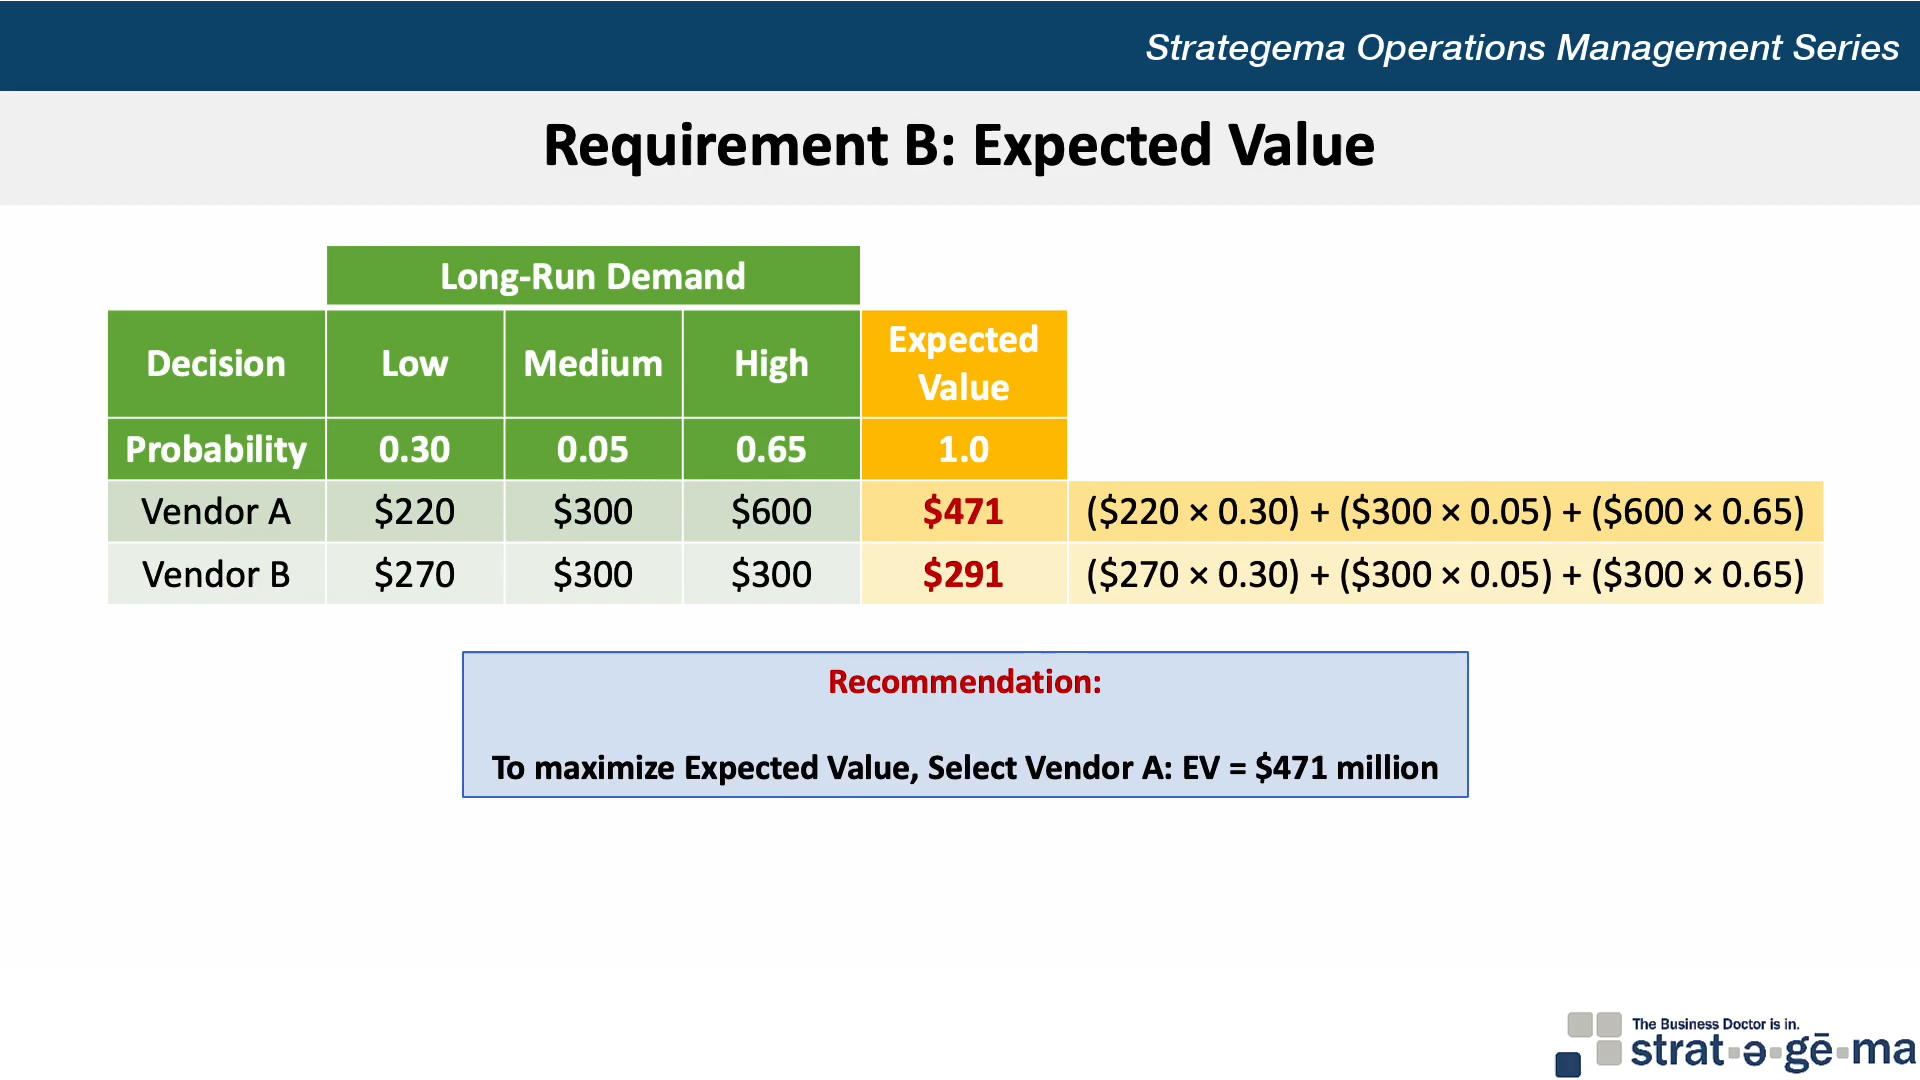 Strategema Operations Management Series
Requirement B: Expected Value
Long-Run Demand
Decision Low Medium High Expected Value
Probability 0.30 0.05 0.65 1.0
Vendor A $220 $300 $600 $471 ($220 × 0.30) + ($300 × 0.05) + ($600 × 0.65)
Vendor B $270 $300 $300 $291 ($270 × 0.30) + ($300 × 0.05) + ($300 × 0.65)
Recommendation:
To maximize Expected Value, Select Vendor A: EV = $471 million
The Business Doctor is in.
strat▪ə▪gē▪ma